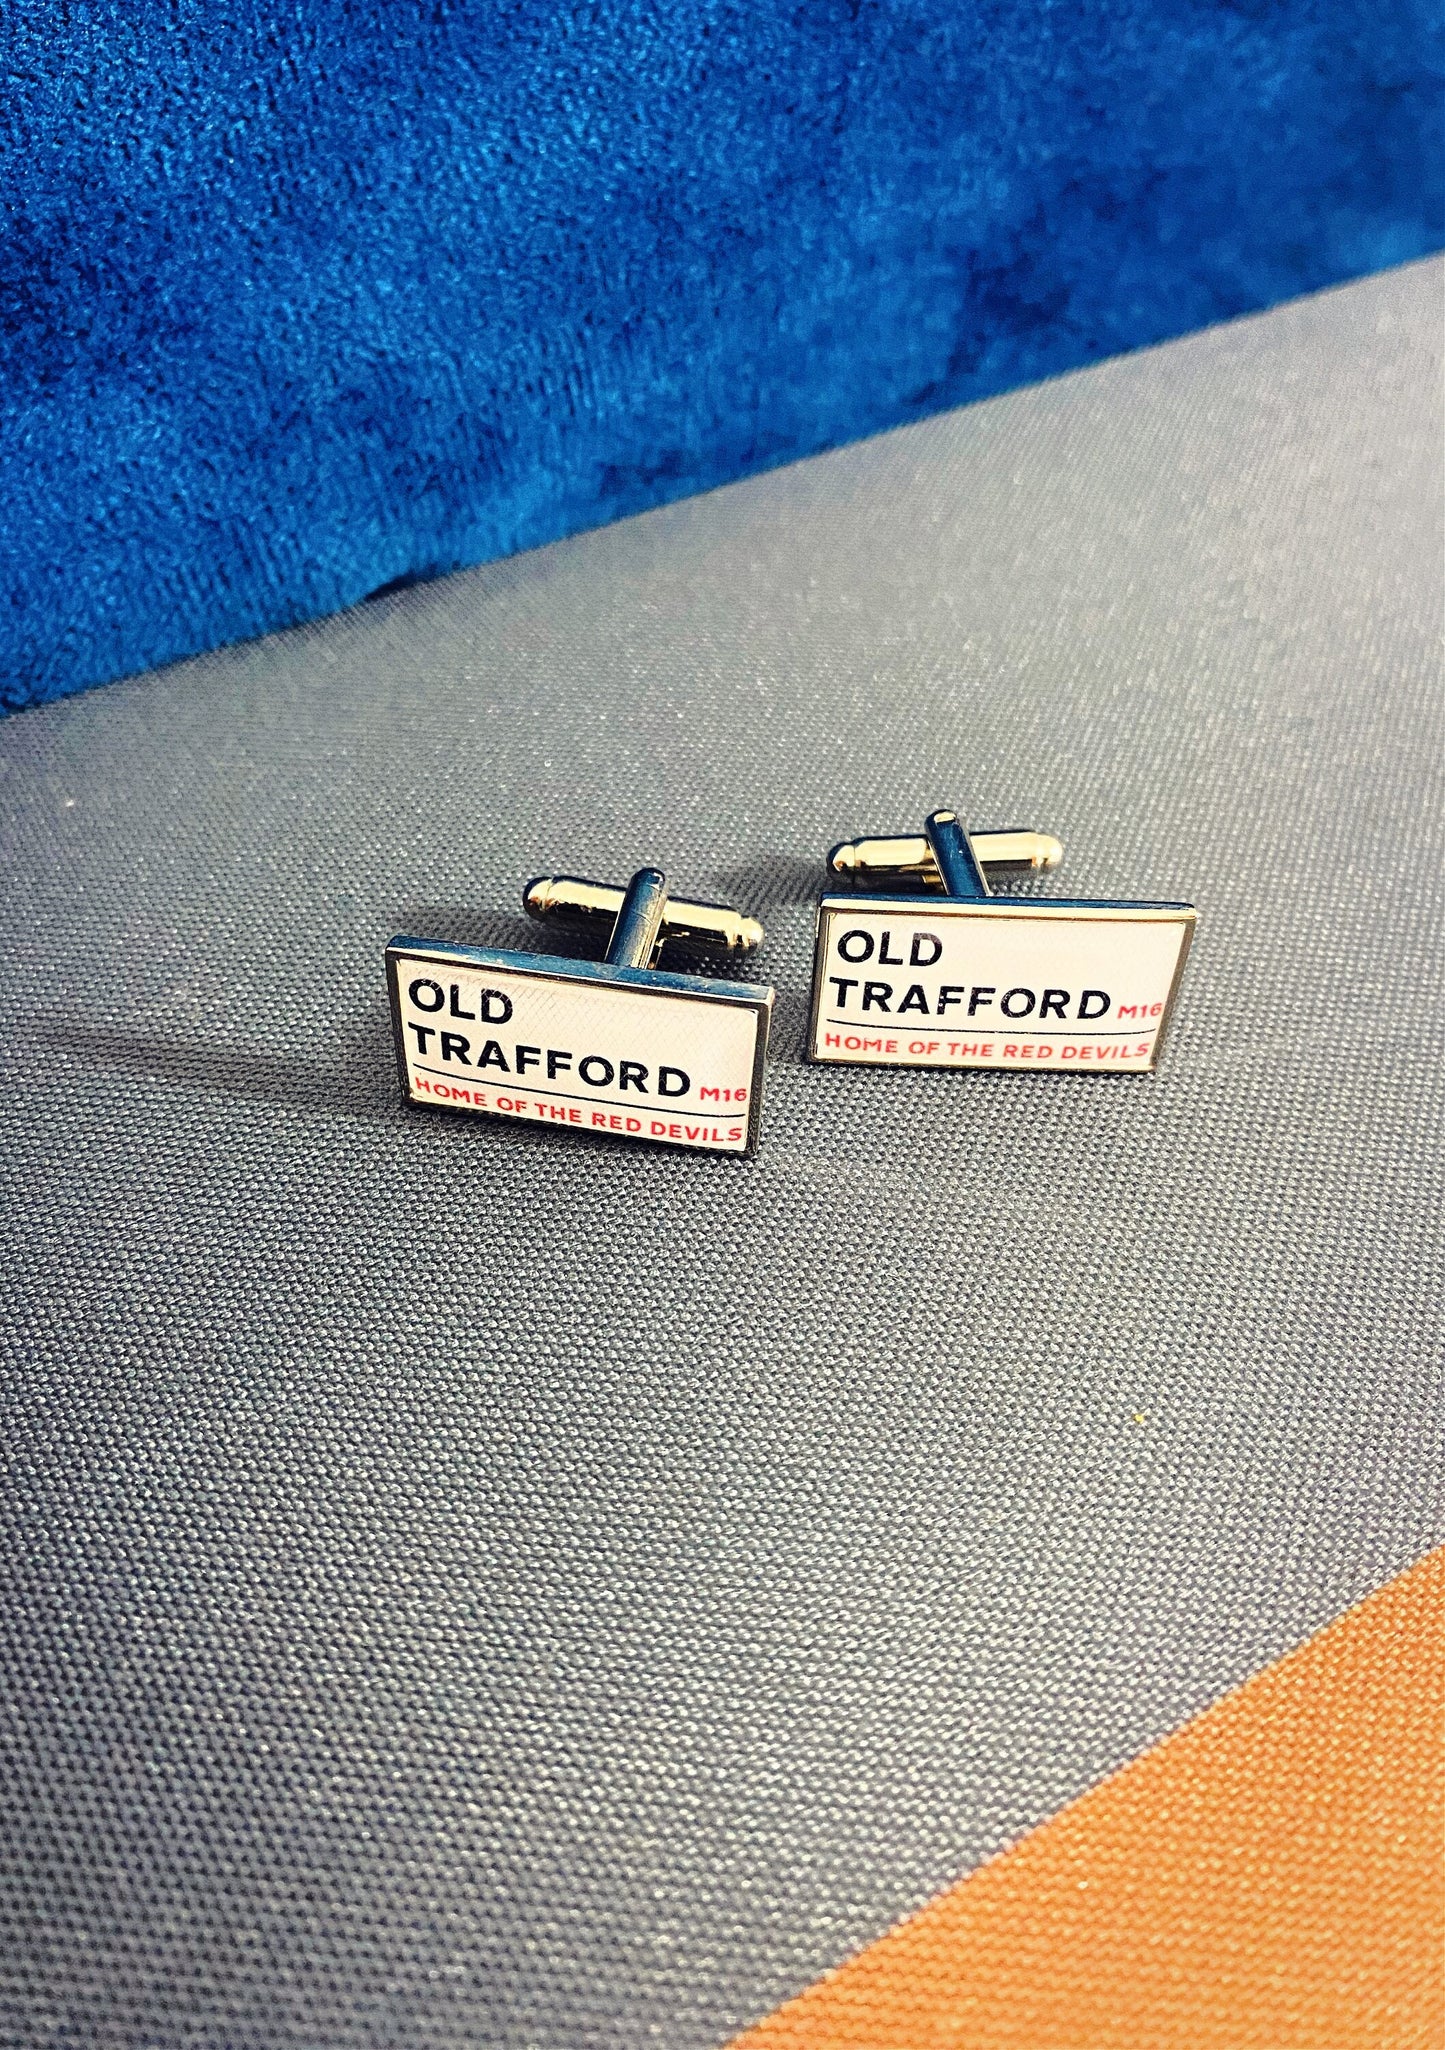 OLD
TRAFFORD M16
HOME OF THE RED DEVILS
OLD
TRAFFORD M16
HOME OF THE RED DEVILS